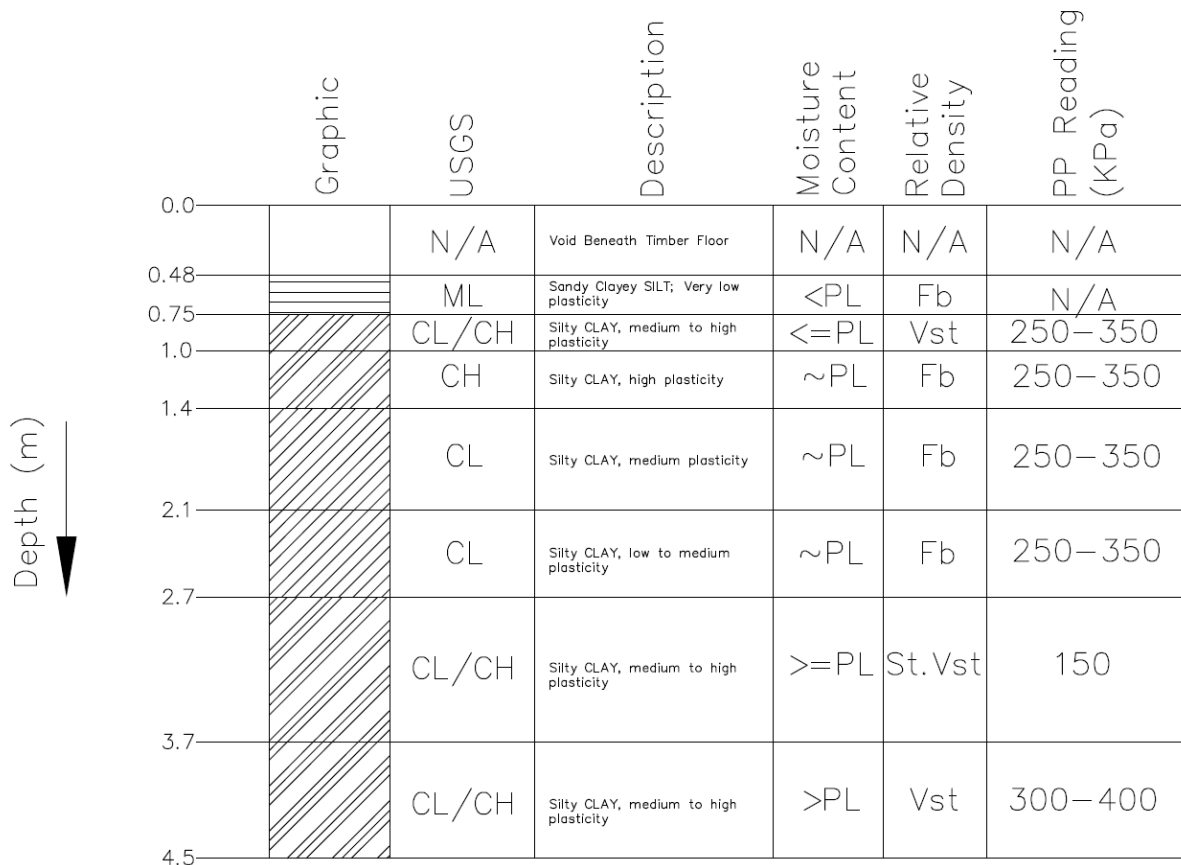 Graphic
USGS
Description
Moisture
Content
Relative
Density
PP Reading
(KPa)
Depth (m)
0.0
N/A
Void Beneath Timber Floor
N/A
N/A
N/A
0.48
ML
Sandy Clayey SILT; Very low
plasticity
<PL
Fb
N/A
0.75
CL/CH
Silty CLAY, medium to high
plasticity
<=PL
Vst
250-350
1.0
CH
Silty CLAY, high plasticity
~PL
Fb
250-350
1.4
CL
Silty CLAY, medium plasticity
~PL
Fb
250-350
2.1
CL
Silty CLAY, low to medium
plasticity
~PL
Fb
250-350
2.7
CL/CH
Silty CLAY, medium to high
plasticity
>=PL
St.Vst
150
3.7
CL/CH
Silty CLAY, medium to high
plasticity
>PL
Vst
300-400
4.5